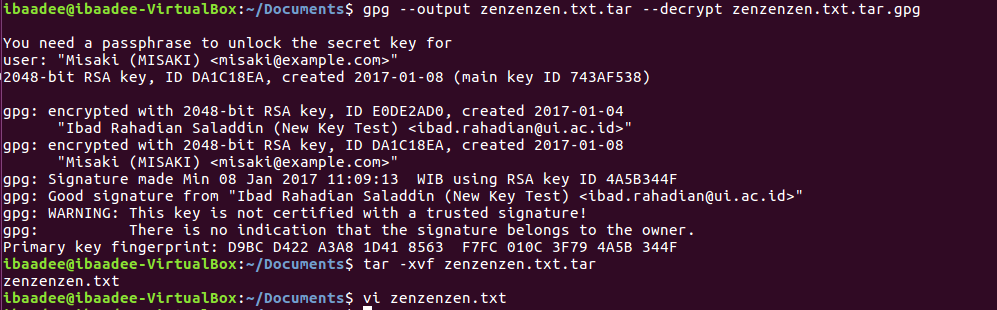 ibaadee@ibaadee-VirtualBox:~/Documents$ gpg --output zenzenzen.txt.tar --decrypt zenzenzen.txt.tar.gpg
You need a passphrase to unlock the secret key for
user: "Misaki (MISAKI) <misaki@example.com>"
2048-bit RSA key, ID DA1C18EA, created 2017-01-08 (main key ID 743AF538)
gpg: encrypted with 2048-bit RSA key, ID E0DE2AD0, created 2017-01-04
"Ibad Rahadian Saladdin (New Key Test) <ibad.rahadian@ui.ac.id>"
gpg: encrypted with 2048-bit RSA key, ID DA1C18EA, created 2017-01-08
"Misaki (MISAKI) <misaki@example.com>"
gpg: Signature made Min 08 Jan 2017 11:09:13  WIB using RSA key ID 4A5B344F
gpg: Good signature from "Ibad Rahadian Saladdin (New Key Test) <ibad.rahadian@ui.ac.id>"
gpg: WARNING: This key is not certified with a trusted signature!
gpg:          There is no indication that the signature belongs to the owner.
Primary key fingerprint: D9BC D422 A3A8 1D41 8563  F7FC 010C 3F79 4A5B 344F
ibaadee@ibaadee-VirtualBox:~/Documents$ tar -xvf zenzenzen.txt.tar
zenzenzen.txt
ibaadee@ibaadee-VirtualBox:~/Documents$ vi zenzenzen.txt